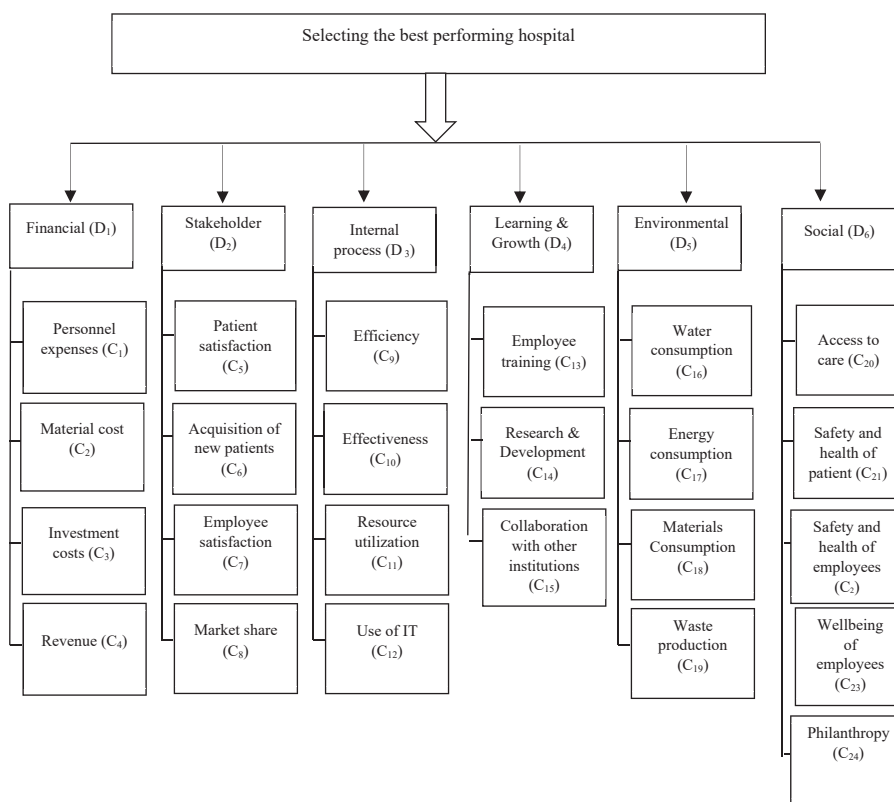 Selecting the best performing hospital
Financial (D₁)
Stakeholder
(D₂)
Internal
process (D₃)
Learning &
Growth (D₄)
Environmental
(D₅)
Social (D₆)
Personnel
expenses (C₁)
Material cost
(C₂)
Investment
costs (C₃)
Revenue (C₄)
Patient
satisfaction
(C₅)
Acquisition of
new patients
(C₆)
Employee
satisfaction
(C₇)
Market share
(C₈)
Efficiency
(C₉)
Effectiveness
(C₁₀)
Resource
utilization
(C₁₁)
Use of IT
(C₁₂)
Employee
training (C₁₃)
Research &
Development
(C₁₄)
Collaboration
with other
institutions
(C₁₅)
Water
consumption
(C₁₆)
Energy
consumption
(C₁₇)
Materials
Consumption
(C₁₈)
Waste
production
(C₁₉)
Access to
care (C₂₀)
Safety and
health of
patient (C₂₁)
Safety and
health of
employees
(C₂)
Wellbeing
of
employees
(C₂₃)
Philanthropy
(C₂₄)